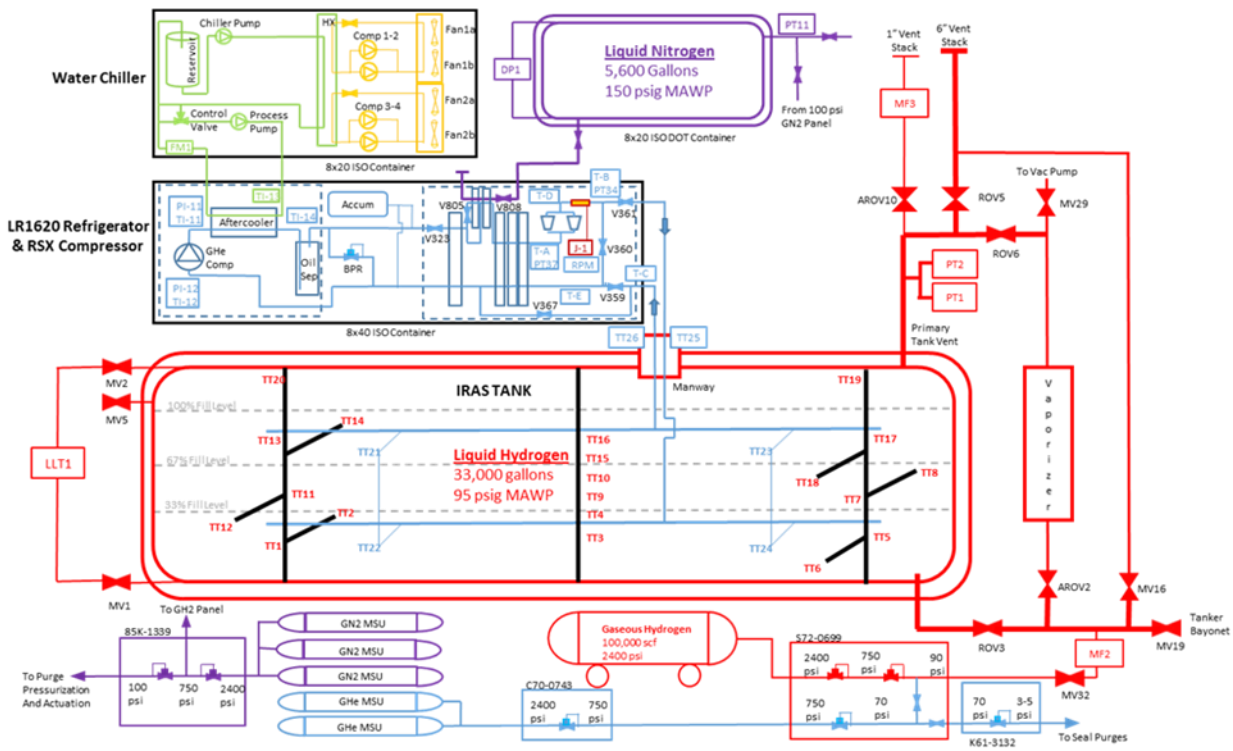 Water Chiller
Reservoir
Chiller Pump
HX
Comp 1-2
Fan1a
Fan1b
Control
Valve
Process
Pump
Comp 3-4
Fan2a
Fan2b
FM1
8x20 ISO Container
DP1
Liquid Nitrogen
5,600 Gallons
150 psig MAWP
PT11
From 100 psi
GN2 Panel
8x20 ISO DOT Container
1" Vent
Stack
6" Vent
Stack
MF3
AROV10
ROV5
To Vac Pump
MV29
ROV6
PT2
PT1
Primary
Tank Vent
LR1620 Refrigerator
& RSX Compressor
PI-11
TI-11
TI-13
Aftercooler
TI-14
GHe
Comp
Oil
Sep
PI-12
TI-12
Accum
BPR
V323
V805
V808
T-D
T-B
PT34
V361
T-A
PT37
J-1
RPM
V360
T-C
T-E
V359
V367
8x40 ISO Container
TT26
TT25
Manway
MV2
MV5
LLT1
MV1
IRAS TANK
TT20
TT19
100% Fill Level
TT14
TT13
TT21
TT16
TT23
TT17
67% Fill Level
Liquid Hydrogen
33,000 gallons
95 psig MAWP
TT15
TT10
TT9
TT18
TT8
TT7
TT11
33% Fill Level
TT12
TT2
TT4
TT1
TT22
TT3
TT24
TT5
TT6
Vaporizer
AROV2
MV16
Tanker
Bayonet
ROV3
MV19
MF2
MV32
To GH2 Panel
85K-1339
To Purge
Pressurization
And Actuation
100
psi
750
psi
2400
psi
GN2 MSU
GN2 MSU
GN2 MSU
GHe MSU
GHe MSU
C70-0743
2400
psi
750
psi
Gaseous Hydrogen
100,000 scf
2400 psi
S72-0699
2400
psi
750
psi
90
psi
750
psi
70
psi
70
psi
3-5
psi
K61-3132
To Seal Purges